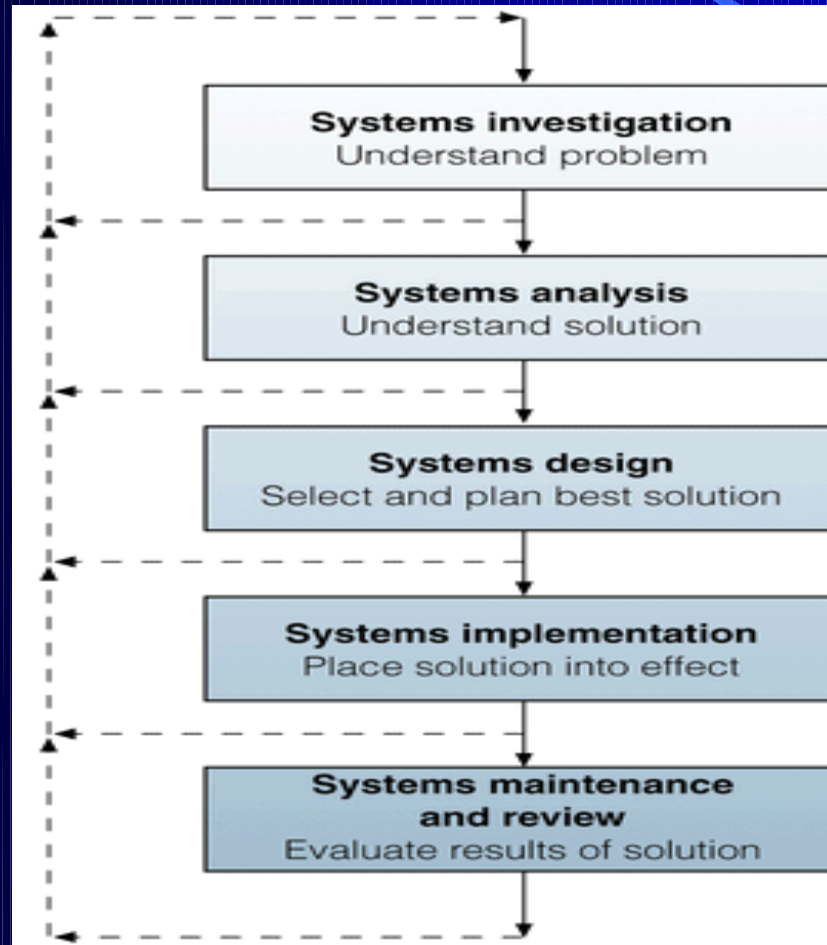 Systems investigation
Understand problem
Systems analysis
Understand solution
Systems design
Select and plan best solution
Systems implementation
Place solution into effect
Systems maintenance
and review
Evaluate results of solution